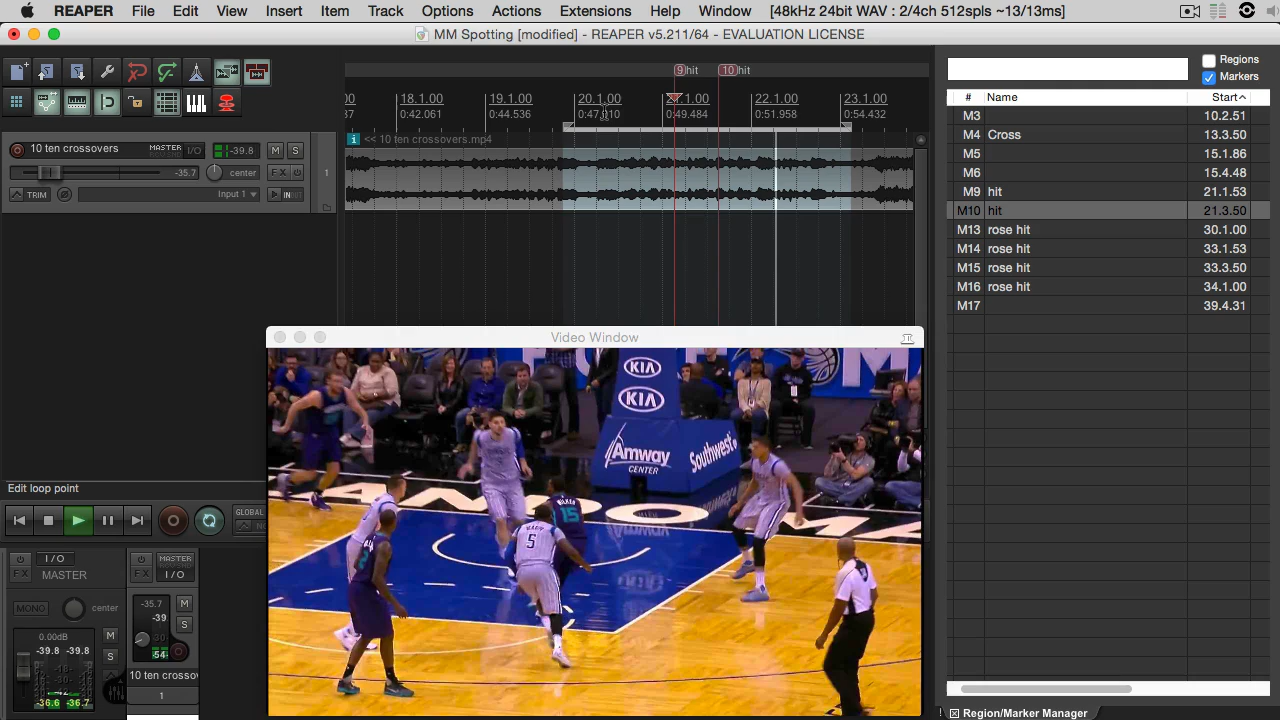 REAPER File Edit View Insert Item Track Options Actions Extensions Help Window [48kHz 24bit WAV : 2/4ch 512spls ~13/13ms]
MM Spotting [modified] - REAPER v5.211/64 - EVALUATION LICENSE
Regions
Markers
9 hit 10 hit
# Name Start
18.1.00 19.1.00 20.1.00 22.1.00 23.1.00
0:42.061 0:44.536 0:49.484 0:51.958 0:54.432
<< 10 ten crossovers.mp4
10 ten crossovers MASTER I/O -39.8 M S
-35.7 center FX 1
TRIM Input 1 IN
M3 10.2.51
M4 Cross 13.3.50
M5 15.1.86
M6 15.4.48
M9 hit 21.1.53
M10 hit 21.3.50
M13 rose hit 30.1.00
M14 rose hit 33.1.53
M15 rose hit 33.3.50
M16 rose hit 34.1.00
M17 39.4.31
Video Window
KIA
KIA
Amway
CENTER
Southwest
5
15
Edit loop point
GLOBAL
I/O
FX MASTER
MONO center
0.00dB
-39.8 -39.8 M
S
-36.6 -36.7
MASTER
FX I/O
-35.7 M
-39 S
-30
-54-
10 ten crossov
1
Region/Marker Manager